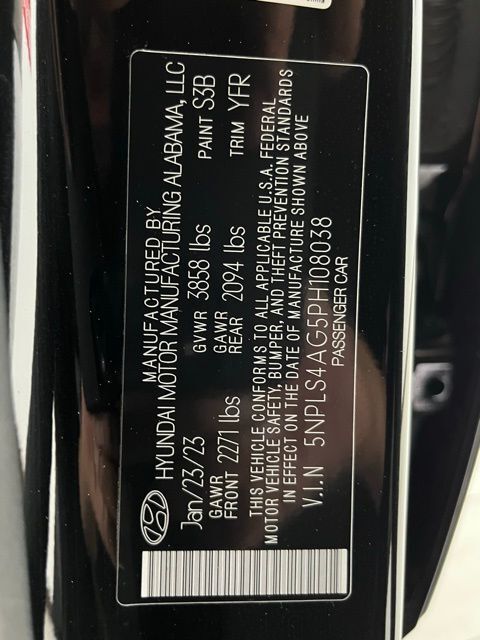 MANUFACTURED BY
HYUNDAI MOTOR MANUFACTURING ALABAMA, LLC
Jan/23/23 GVWR 3858 lbs PAINT S3B
GAWR FRONT 2271 lbs GAWR REAR 2094 lbs TRIM YFR
THIS VEHICLE CONFORMS TO ALL APPLICABLE U.S.A. FEDERAL
MOTOR VEHICLE SAFETY, BUMPER, AND THEFT PREVENTION STANDARDS
IN EFFECT ON THE DATE OF MANUFACTURE SHOWN ABOVE
V.I.N 5NPLS4AG5PH108038
PASSENGER CAR